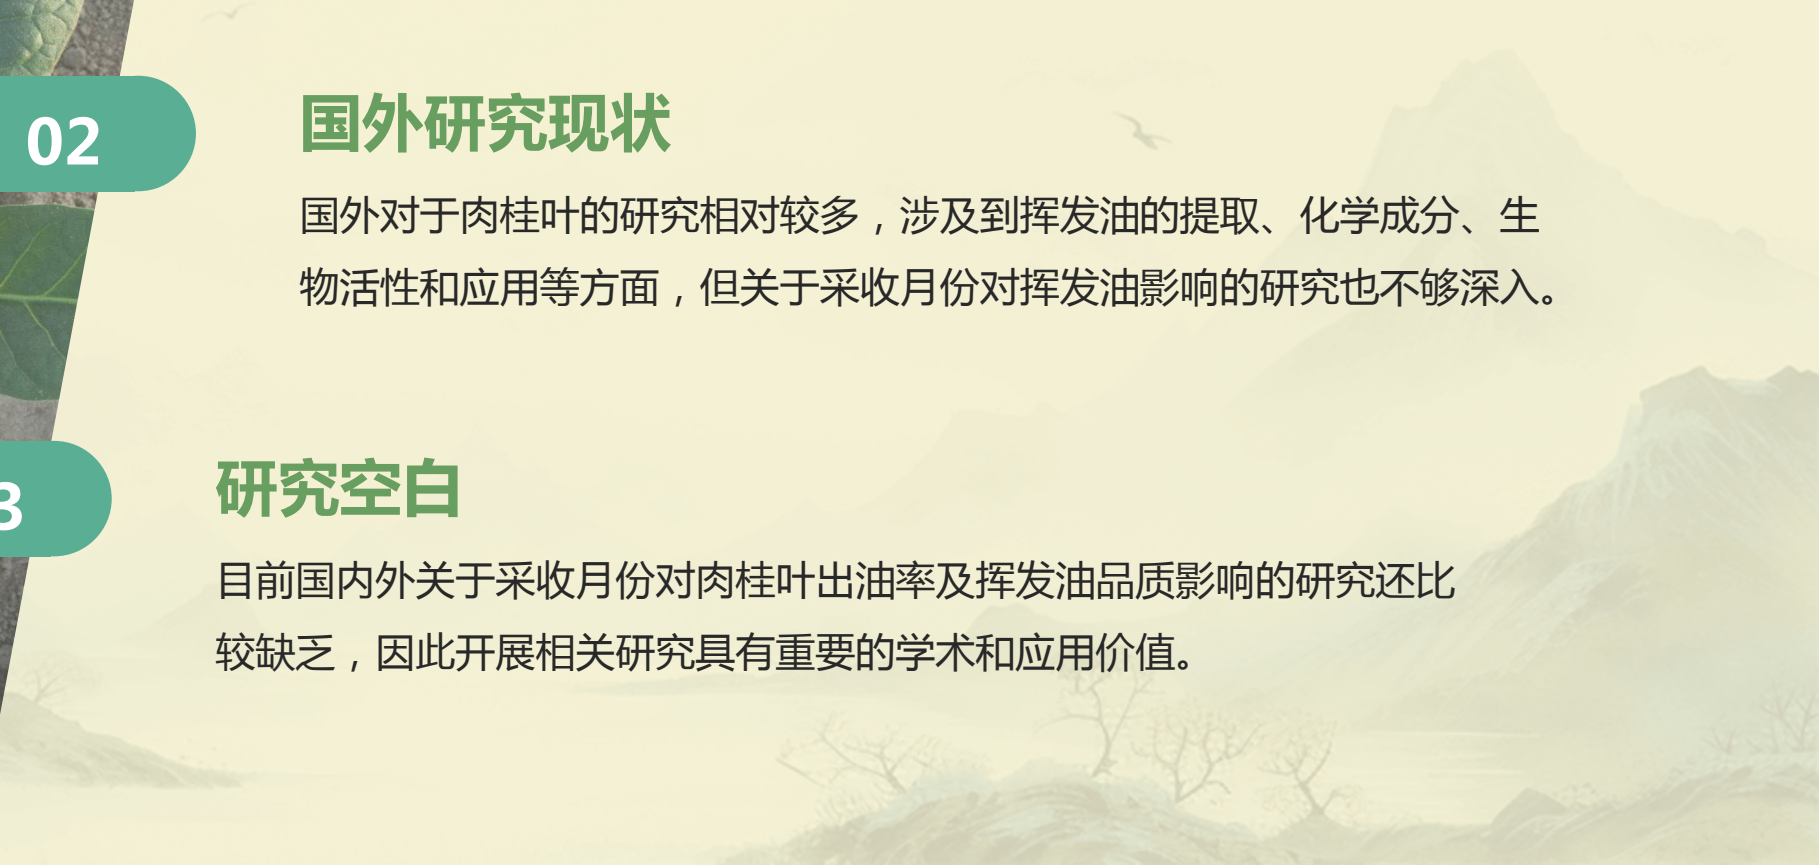 02
国外研究现状
国外对于肉桂叶的研究相对较多，涉及到挥发油的提取、化学成分、生
物活性和应用等方面，但关于采收月份对挥发油影响的研究也不够深入。
3
研究空白
目前国内外关于采收月份对肉桂叶出油率及挥发油品质影响的研究还比
较缺乏，因此开展相关研究具有重要的学术和应用价值。